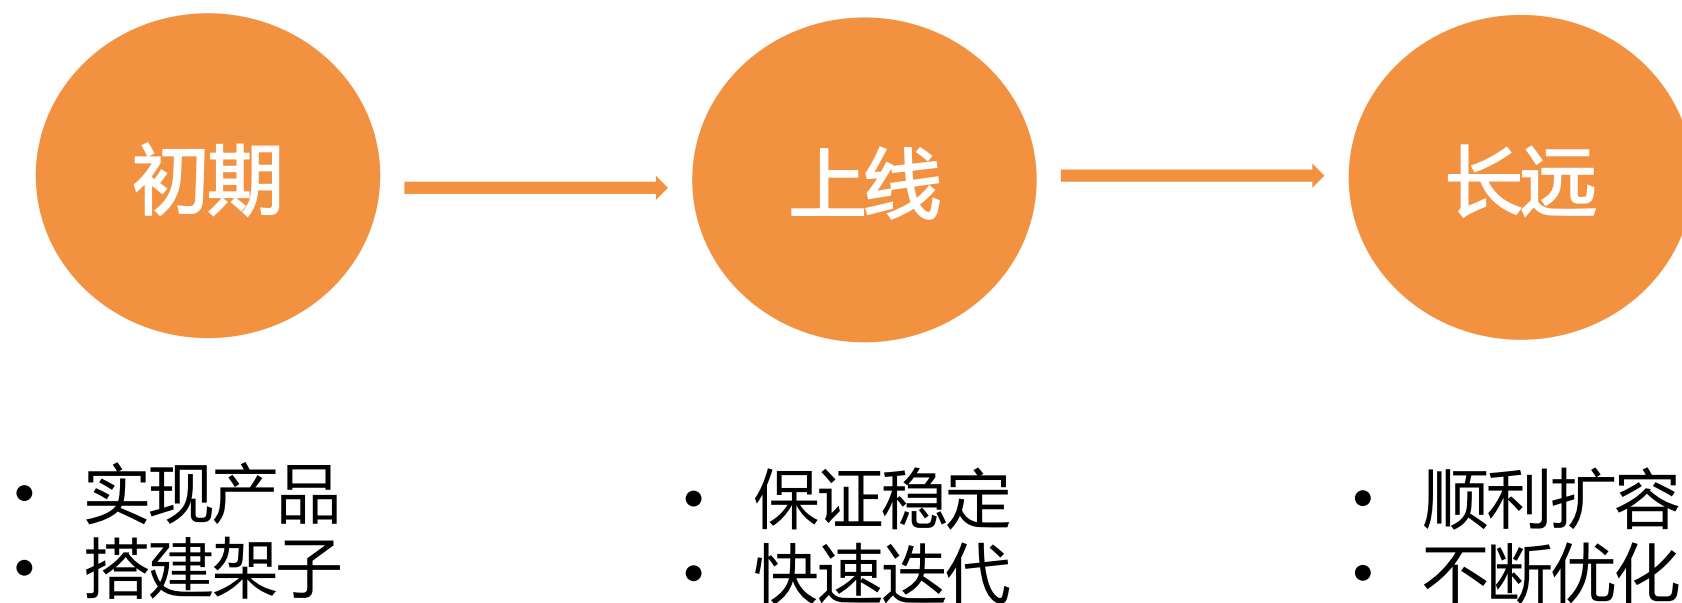 初期
上线
长远
• 实现产品
• 搭建架子
• 保证稳定
• 快速迭代
• 顺利扩容
• 不断优化